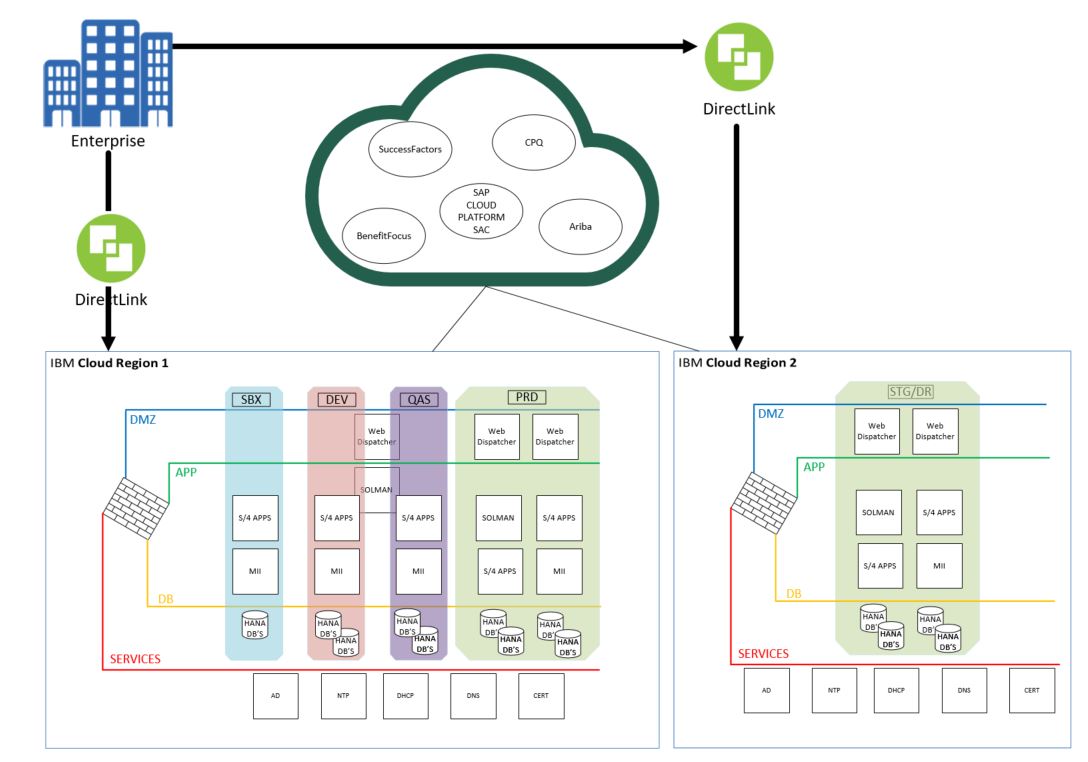 Enterprise
DirectLink
DirectLink
SuccessFactors
CPQ
SAP
CLOUD
PLATFORM
SAC
BenefitFocus
Ariba
IBM Cloud Region 1
SBX
DEV
QAS
PRD
DMZ
Web
Dispatcher
Web
Dispatcher
Web
Dispatcher
APP
SOLMAN
S/4 APPS
S/4 APPS
S/4 APPS
SOLMAN
S/4 APPS
MII
MII
MII
S/4 APPS
MII
DB
HANA
DB'S
HANA
DB'S
HANA
DB'S
HANA
DB'S
HANA
DB'S
HANA
DB'S
HANA
DB'S
HANA
DB'S
HANA
DB'S
SERVICES
AD
NTP
DHCP
DNS
CERT
IBM Cloud Region 2
STG/DR
DMZ
Web
Dispatcher
Web
Dispatcher
APP
SOLMAN
S/4 APPS
S/4 APPS
MII
DB
HANA
DB'S
HANA
DB'S
HANA
DB'S
HANA
DB'S
SERVICES
AD
NTP
DHCP
DNS
CERT